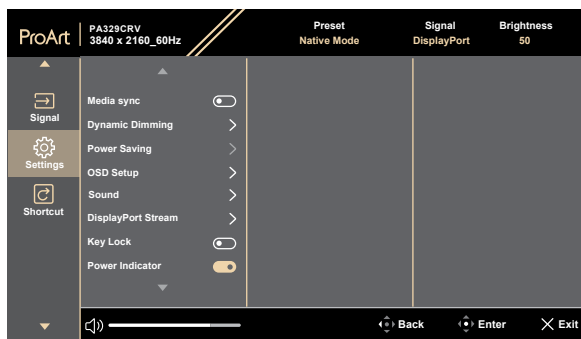 ProArt
PA329CRV
3840 x 2160_60Hz
Preset
Native Mode
Signal
DisplayPort
Brightness
50
Signal
Settings
Shortcut
Media sync
Dynamic Dimming
Power Saving
OSD Setup
Sound
DisplayPort Stream
Key Lock
Power Indicator
Back
Enter
Exit